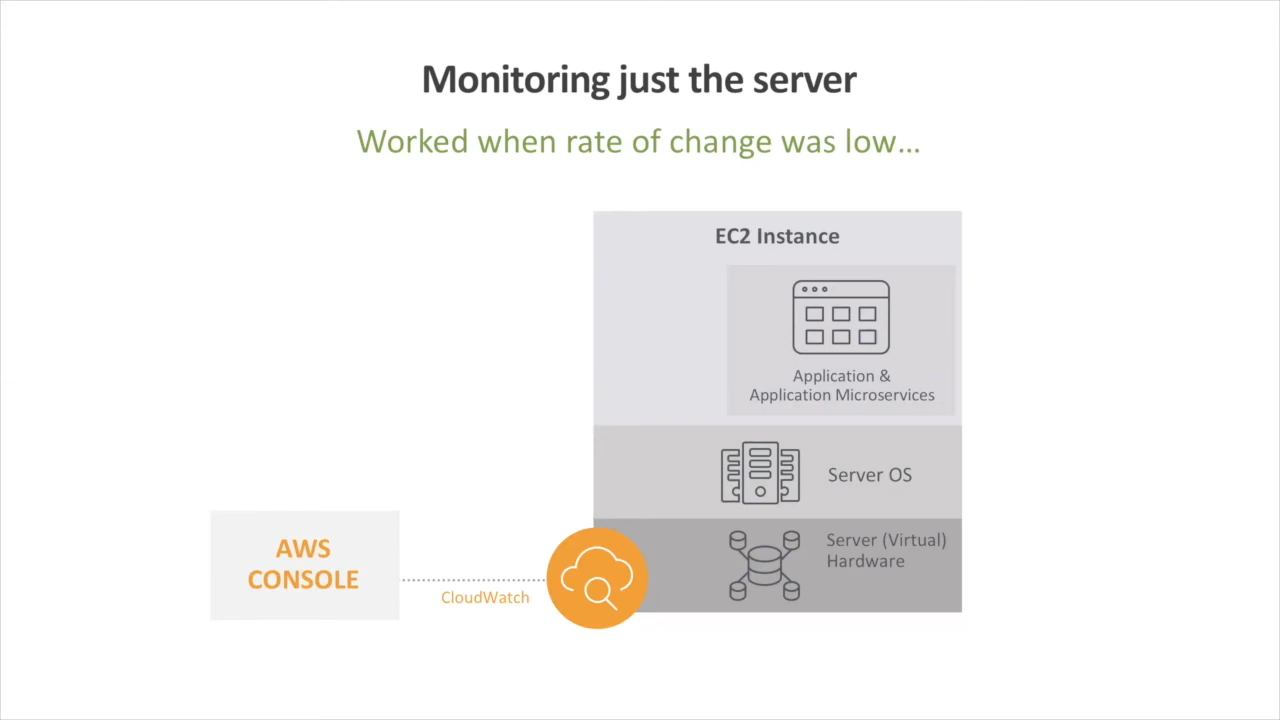 Monitoring just the server
Worked when rate of change was low…
EC2 Instance
Application &
Application Microservices
Server OS
Server (Virtual)
Hardware
AWS
CONSOLE
CloudWatch